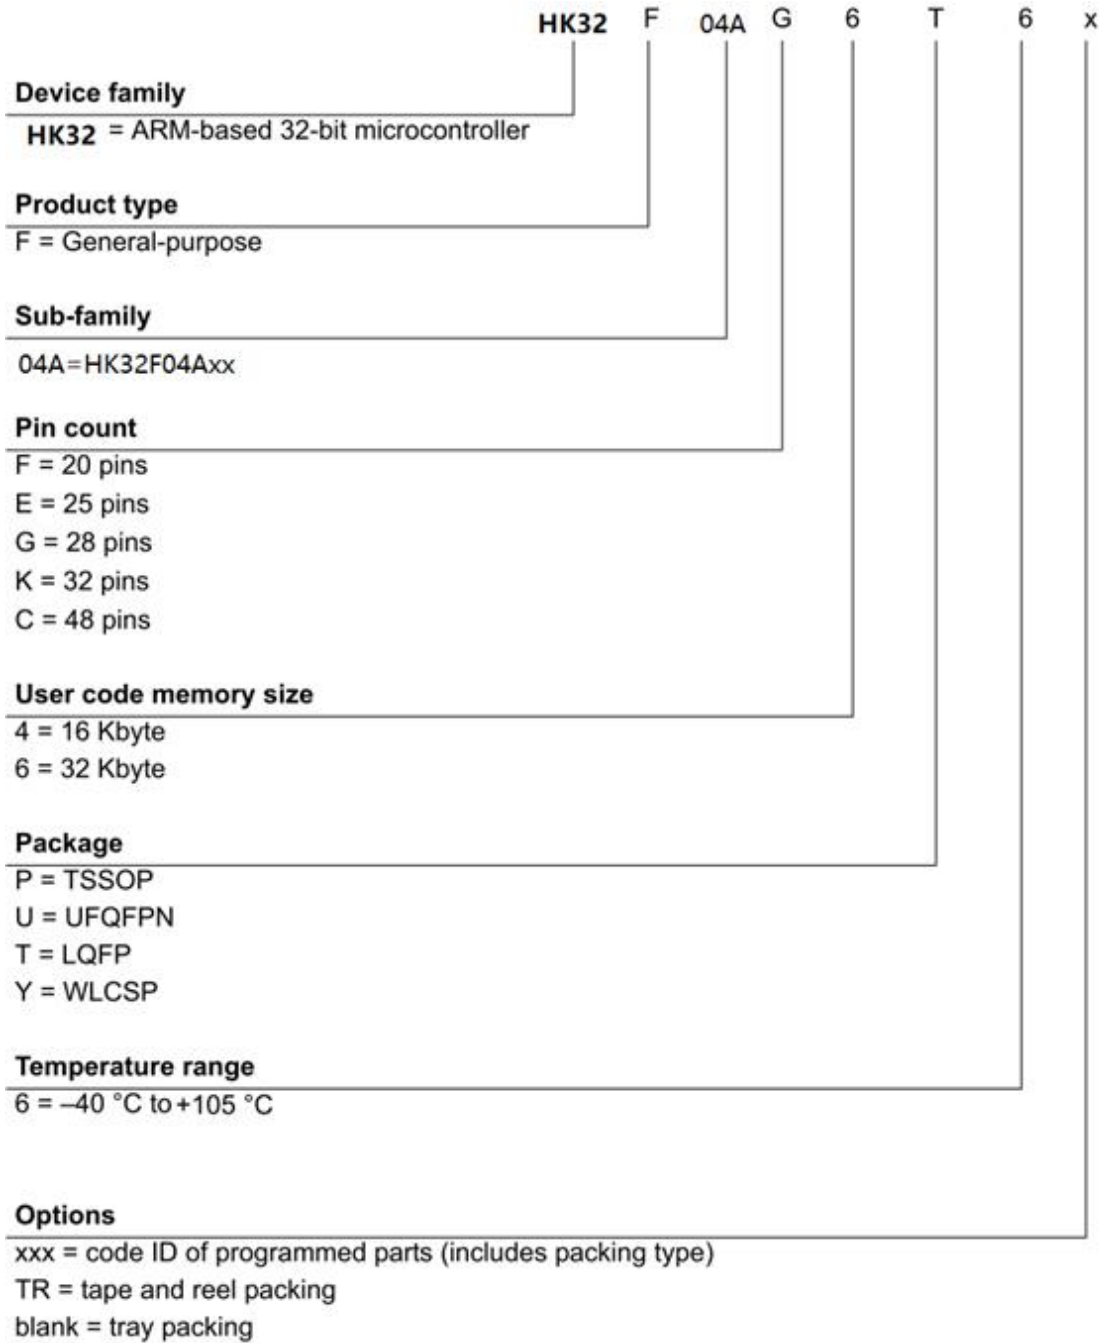 HK32 F 04A G 6 T 6 x
Device family
HK32 = ARM-based 32-bit microcontroller
Product type
F = General-purpose
Sub-family
04A=HK32F04Axx
Pin count
F = 20 pins
E = 25 pins
G = 28 pins
K = 32 pins
C = 48 pins
User code memory size
4 = 16 Kbyte
6 = 32 Kbyte
Package
P = TSSOP
U = UFQFPN
T = LQFP
Y = WLCSP
Temperature range
6 = –40 °C to +105 °C
Options
xxx = code ID of programmed parts (includes packing type)
TR = tape and reel packing
blank = tray packing